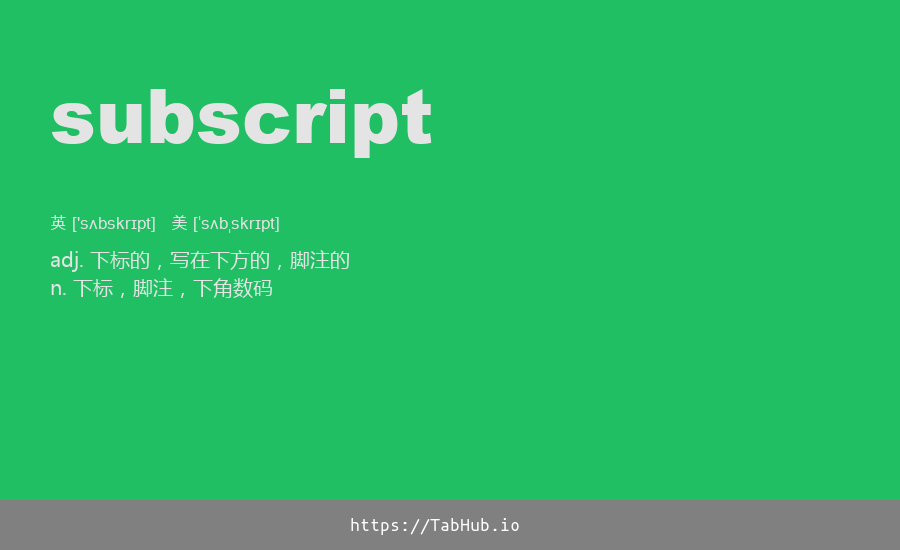 subscript
英 ['sʌbskrɪpt] 美 [ˈsʌbˌskrɪpt]
adj. 下标的，写在下方的，脚注的
n. 下标，脚注，下角数码
https://TabHub.io